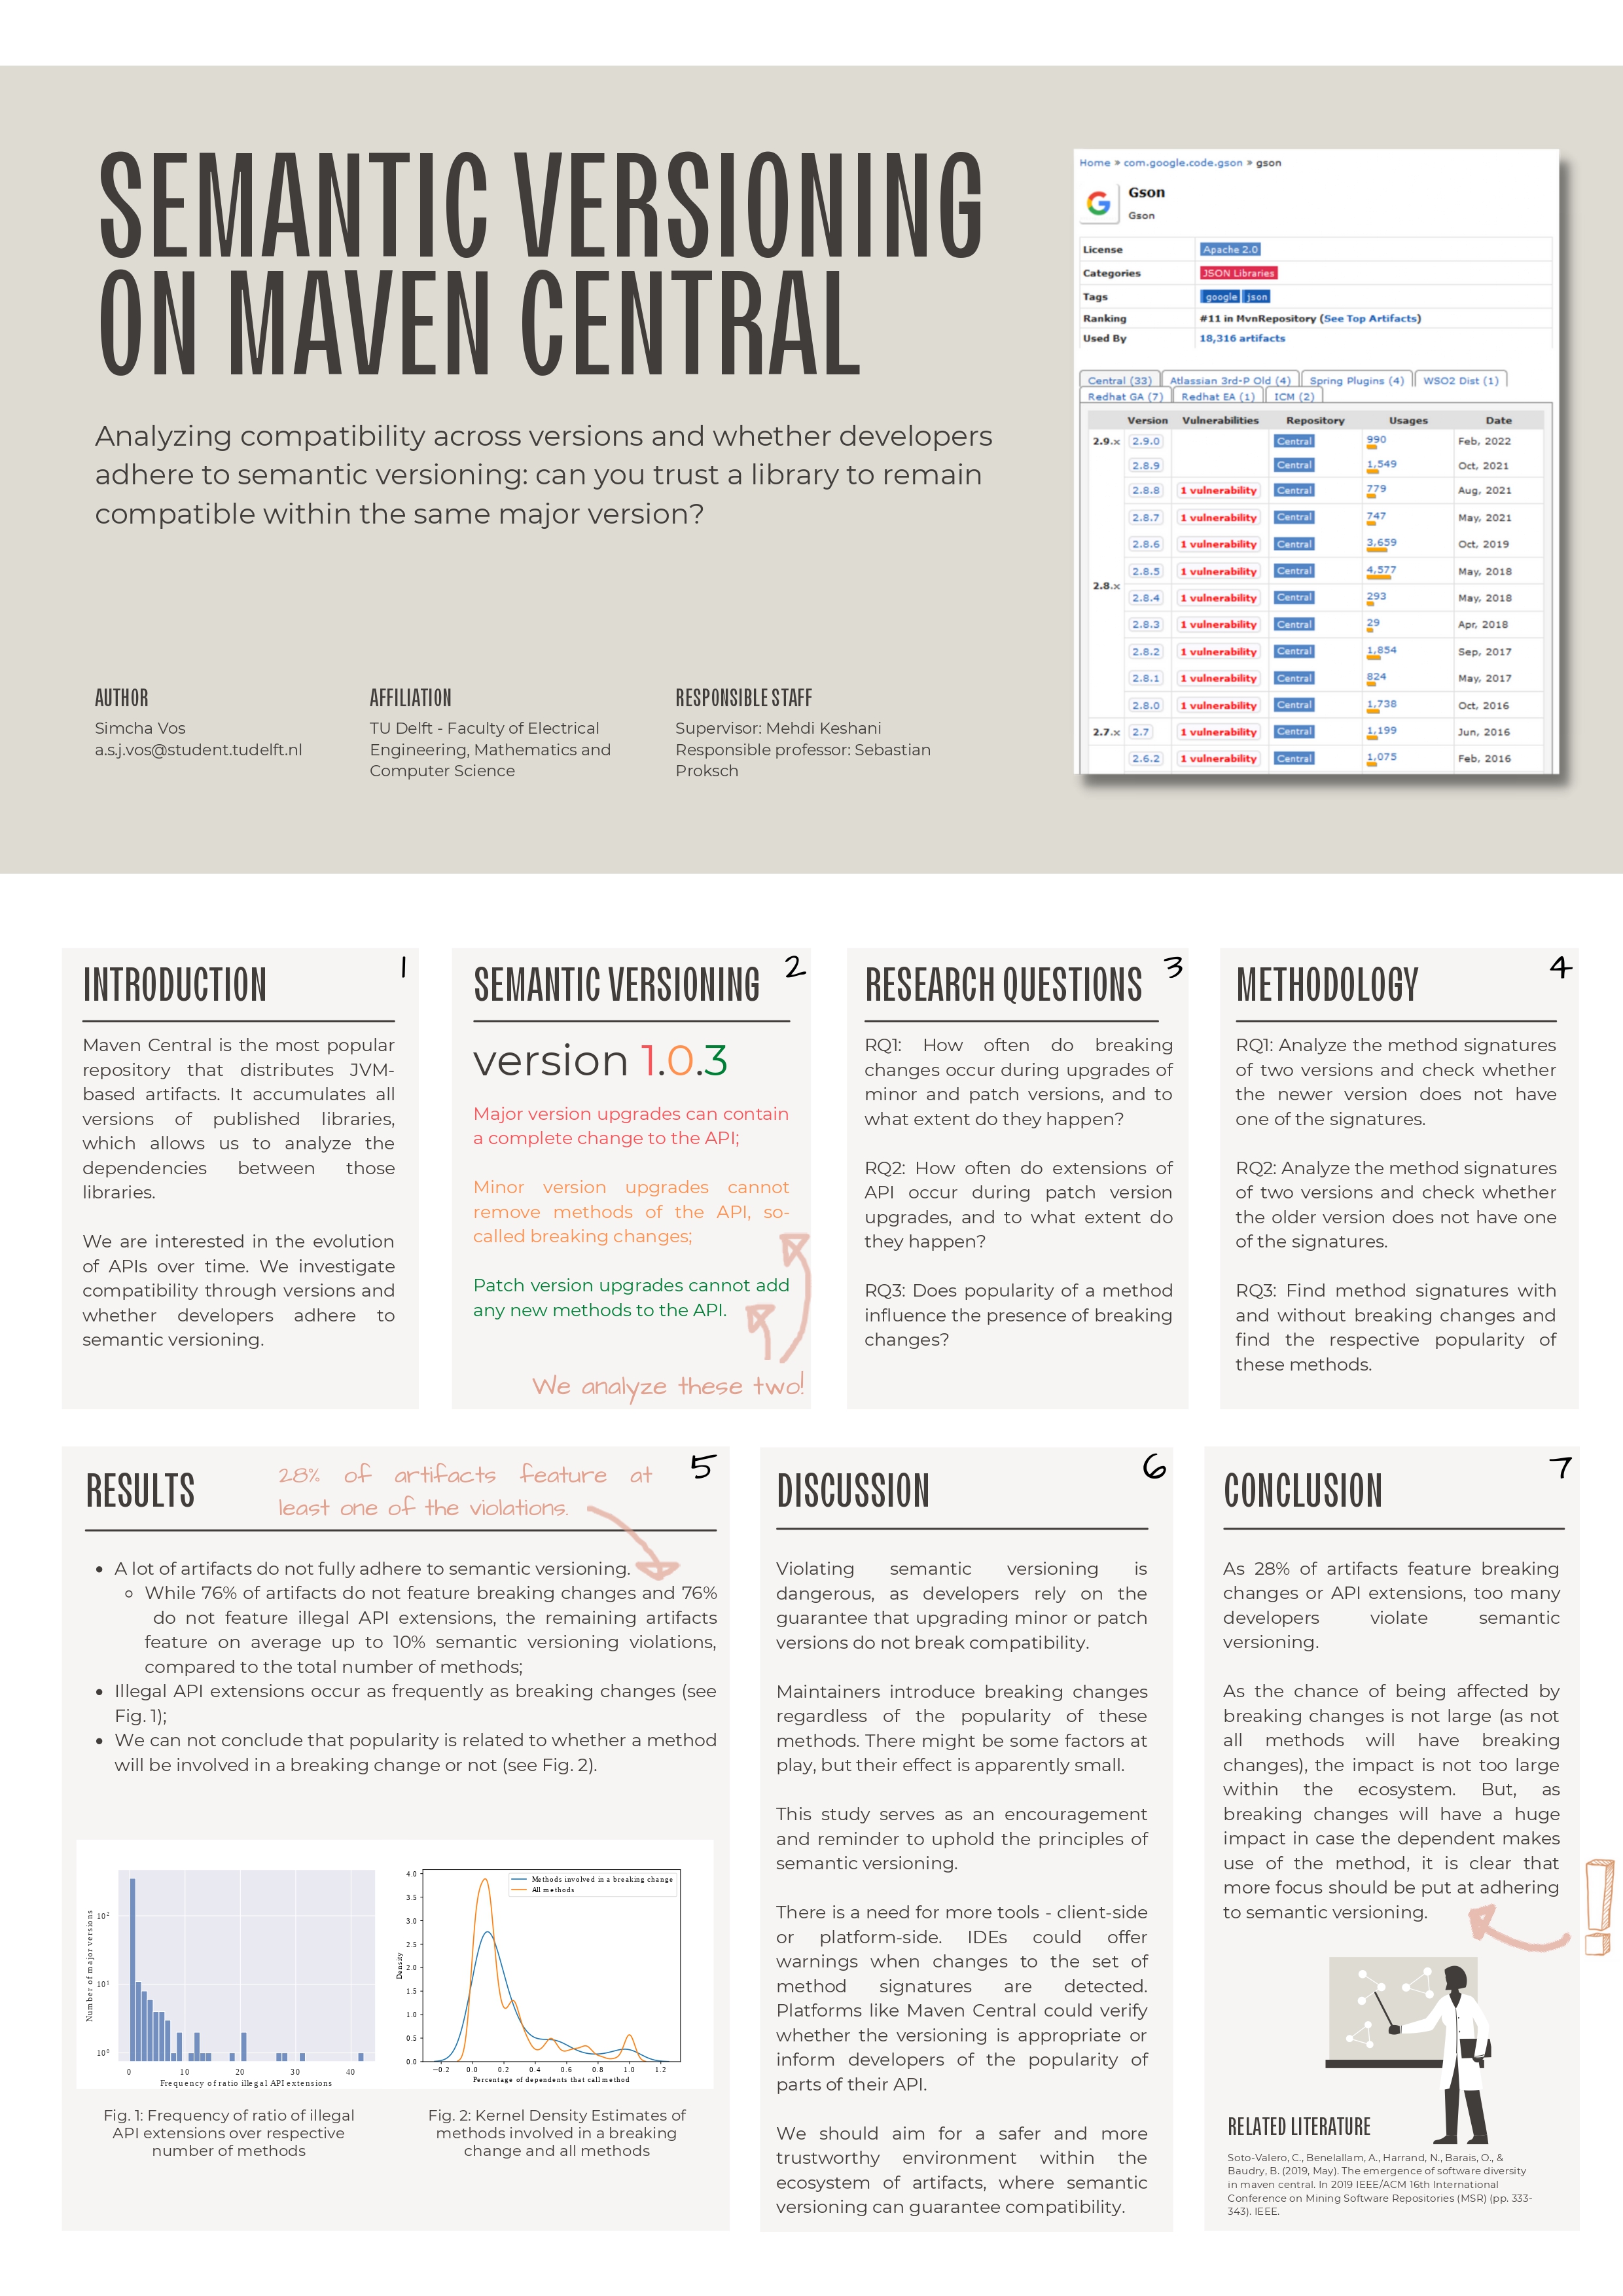 SEMANTIC VERSIONING
ON MAVEN CENTRAL
Analyzing compatibility across versions and whether developers
adhere to semantic versioning: can you trust a library to remain
compatible within the same major version?
AUTHOR
Simcha Vos
a.s.j.vos@student.tudelft.nl
AFFILIATION
TU Delft - Faculty of Electrical
Engineering, Mathematics and
Computer Science
RESPONSIBLE STAFF
Supervisor: Mehdi Keshani
Responsible professor: Sebastian
Proksch
Home » com.google.code.gson » gson
G
Gson
Gson
License Apache 2.0
Categories JSON Libraries
Tags google json
Ranking #11 in MvnRepository (See Top Artifacts)
Used By 18,316 artifacts
Central (33) Atlassian 3rd-P Old (4) Spring Plugins (4) WSO2 Dist (1)
Redhat GA (7) Redhat EA (1) ICM (2)
Version Vulnerabilities Repository Usages Date
2.9.x 2.9.0 Central 990 Feb, 2022
2.8.9 Central 1,549 Oct, 2021
2.8.8 1 vulnerability Central 779 Aug, 2021
2.8.7 1 vulnerability Central 747 May, 2021
2.8.6 1 vulnerability Central 3,659 Oct, 2019
2.8.5 1 vulnerability Central 4,577 May, 2018
2.8.x 2.8.4 1 vulnerability Central 293 May, 2018
2.8.3 1 vulnerability Central 29 Apr, 2018
2.8.2 1 vulnerability Central 1,854 Sep, 2017
2.8.1 1 vulnerability Central 824 May, 2017
2.8.0 1 vulnerability Central 1,738 Oct, 2016
2.7.x 2.7 1 vulnerability Central 1,199 Jun, 2016
2.6.2 1 vulnerability Central 1,075 Feb, 2016
INTRODUCTION 1
Maven Central is the most popular
repository that distributes JVM-
based artifacts. It accumulates all
versions of published libraries,
which allows us to analyze the
dependencies between those
libraries.
We are interested in the evolution
of APIs over time. We investigate
compatibility through versions and
whether developers adhere to
semantic versioning.
SEMANTIC VERSIONING 2
version 1.0.3
Major version upgrades can contain
a complete change to the API;
Minor version upgrades cannot
remove methods of the API, so-
called breaking changes;
Patch version upgrades cannot add
any new methods to the API.
We analyze these two!
RESEARCH QUESTIONS 3
RQ1: How often do breaking
changes occur during upgrades of
minor and patch versions, and to
what extent do they happen?
RQ2: How often do extensions of
API occur during patch version
upgrades, and to what extent do
they happen?
RQ3: Does popularity of a method
influence the presence of breaking
changes?
METHODOLOGY 4
RQ1: Analyze the method signatures
of two versions and check whether
the newer version does not have
one of the signatures.
RQ2: Analyze the method signatures
of two versions and check whether
the older version does not have one
of the signatures.
RQ3: Find method signatures with
and without breaking changes and
find the respective popularity of
these methods.
RESULTS 5
28% of artifacts feature at
least one of the violations.
• A lot of artifacts do not fully adhere to semantic versioning.
◦ While 76% of artifacts do not feature breaking changes and 76%
do not feature illegal API extensions, the remaining artifacts
feature on average up to 10% semantic versioning violations,
compared to the total number of methods;
• Illegal API extensions occur as frequently as breaking changes (see
Fig. 1);
• We can not conclude that popularity is related to whether a method
will be involved in a breaking change or not (see Fig. 2).
Number of major versions
10²
10¹
10⁰
0 10 20 30 40
Frequency of ratio illegal API extensions
Fig. 1: Frequency of ratio of illegal
API extensions over respective
number of methods
Density
4.0
3.5
3.0
2.5
2.0
1.5
1.0
0.5
0.0
Methods involved in a breaking change
All methods
−0.2 0.0 0.2 0.4 0.6 0.8 1.0 1.2
Percentage of dependents that call method
Fig. 2: Kernel Density Estimates of
methods involved in a breaking
change and all methods
DISCUSSION 6
Violating semantic versioning is
dangerous, as developers rely on the
guarantee that upgrading minor or patch
versions do not break compatibility.
Maintainers introduce breaking changes
regardless of the popularity of these
methods. There might be some factors at
play, but their effect is apparently small.
This study serves as an encouragement
and reminder to uphold the principles of
semantic versioning.
There is a need for more tools - client-side
or platform-side. IDEs could offer
warnings when changes to the set of
method signatures are detected.
Platforms like Maven Central could verify
whether the versioning is appropriate or
inform developers of the popularity of
parts of their API.
We should aim for a safer and more
trustworthy environment within the
ecosystem of artifacts, where semantic
versioning can guarantee compatibility.
CONCLUSION 7
As 28% of artifacts feature breaking
changes or API extensions, too many
developers violate semantic
versioning.
As the chance of being affected by
breaking changes is not large (as not
all methods will have breaking
changes), the impact is not too large
within the ecosystem. But, as
breaking changes will have a huge
impact in case the dependent makes
use of the method, it is clear that
more focus should be put at adhering
to semantic versioning.
!
RELATED LITERATURE
Soto-Valero, C., Benelallam, A., Harrand, N., Barais, O., &
Baudry, B. (2019, May). The emergence of software diversity
in maven central. In 2019 IEEE/ACM 16th International
Conference on Mining Software Repositories (MSR) (pp. 333-
343). IEEE.